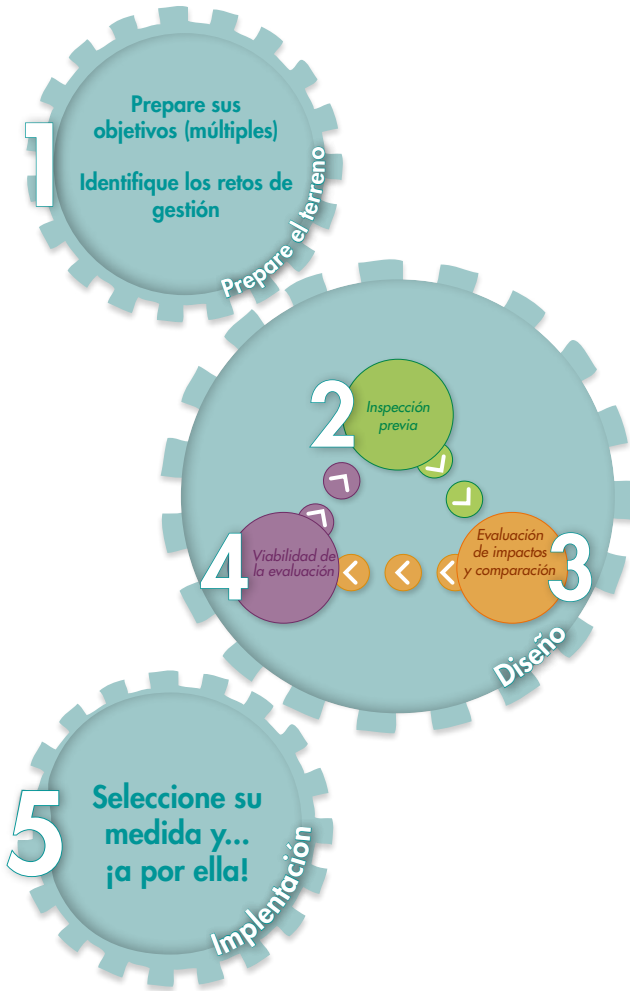 1
Prepare sus
objetivos (múltiples)
Identifique los retos de
gestión
Prepare el terreno
2
Inspección
previa
3
Evaluación
de impactos
y comparación
4
Viabilidad de
la evaluación
Diseño
5
Seleccione su
medida y...
¡a por ella!
Implentación